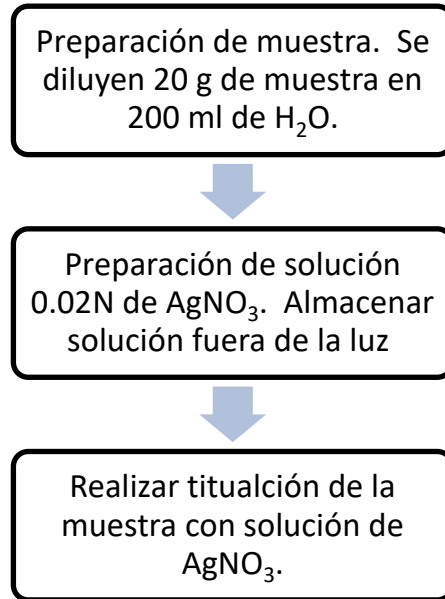 Preparación de muestra.  Se
diluyen 20 g de muestra en
200 ml de H₂O.
Preparación de solución
0.02N de AgNO₃.  Almacenar
solución fuera de la luz
Realizar titualción de la
muestra con solución de
AgNO₃.